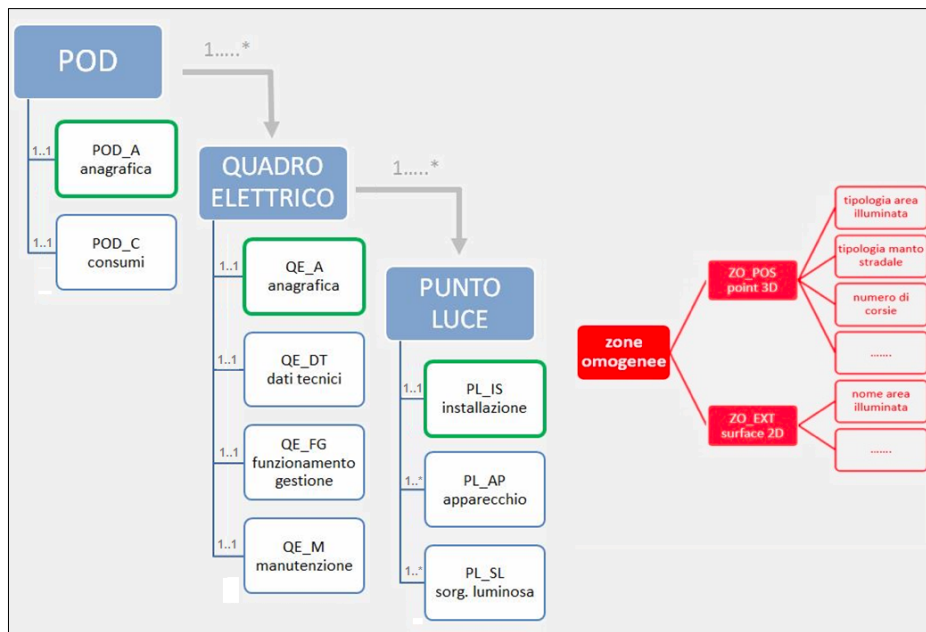 POD
1.....*
1..1
POD_A
anagrafica
1..1
POD_C
consumi
QUADRO
ELETTRICO
1.....*
1..1
QE_A
anagrafica
1..1
QE_DT
dati tecnici
1..1
QE_FG
funzionamento
gestione
1..1
QE_M
manutenzione
PUNTO
LUCE
1..1
PL_IS
installazione
1..*
PL_AP
apparecchio
1..*
PL_SL
sorg. luminosa
zone
omogenee
ZO_POS
point 3D
tipologia area
illuminata
tipologia manto
stradale
numero di
corsie
.......
ZO_EXT
surface 2D
nome area
illuminata
.......